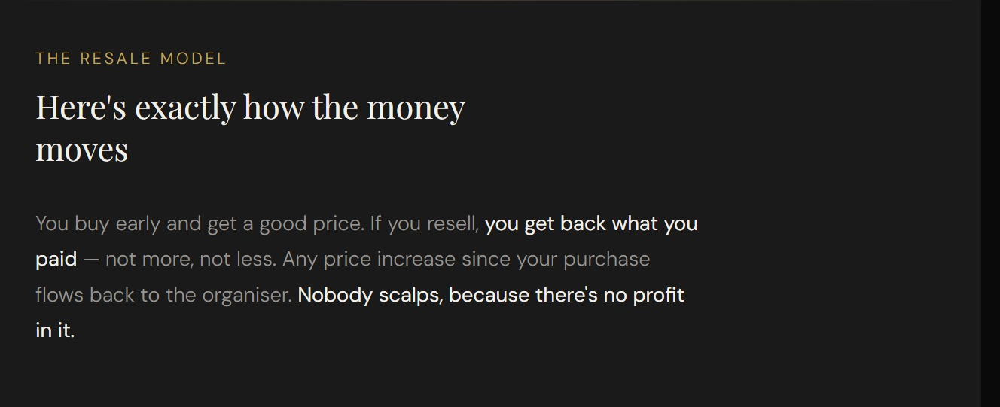 THE RESALE MODEL
Here's exactly how the money
moves
You buy early and get a good price. If you resell, you get back what you
paid — not more, not less. Any price increase since your purchase
flows back to the organiser. Nobody scalps, because there's no profit
in it.